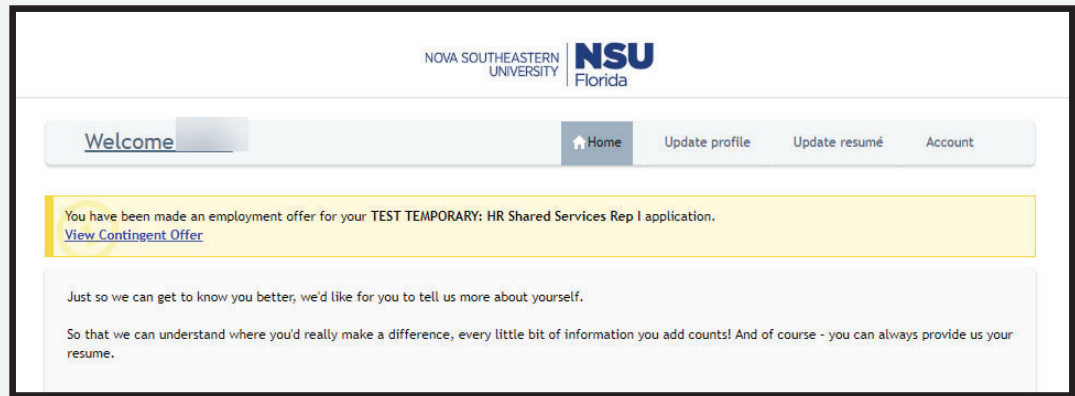 NOVA SOUTHEASTERN
UNIVERSITY
NSU
Florida
Welcome
Home
Update profile
Update resumé
Account
You have been made an employment offer for your TEST TEMPORARY: HR Shared Services Rep I application.
View Contingent Offer
Just so we can get to know you better, we'd like for you to tell us more about yourself.
So that we can understand where you'd really make a difference, every little bit of information you add counts! And of course - you can always provide us your
resume.